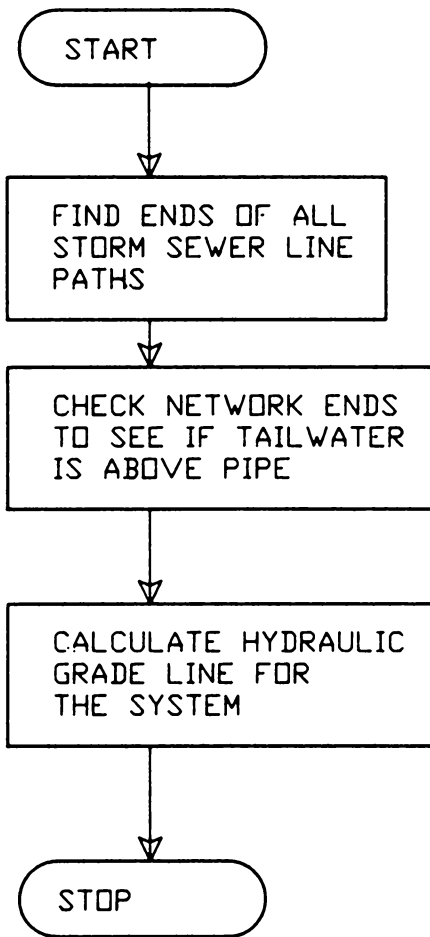 START
FIND ENDS OF ALL
STORM SEWER LINE
PATHS
CHECK NETWORK ENDS
TO SEE IF TAILWATER
IS ABOVE PIPE
CALCULATE HYDRAULIC
GRADE LINE FOR
THE SYSTEM
STOP